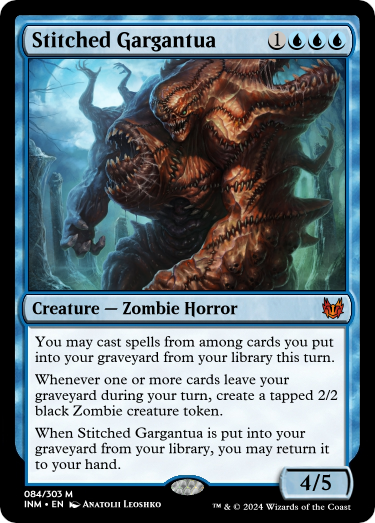 Stitched Gargantua 1
Creature — Zombie Horror
You may cast spells from among cards you put
into your graveyard from your library this turn.
Whenever one or more cards leave your
graveyard during your turn, create a tapped 2/2
black Zombie creature token.
When Stitched Gargantua is put into your
graveyard from your library, you may return it
to your hand.
4/5
084/303 M
INM • EN Anatolii Leoshko
™ & © 2024 Wizards of the Coast